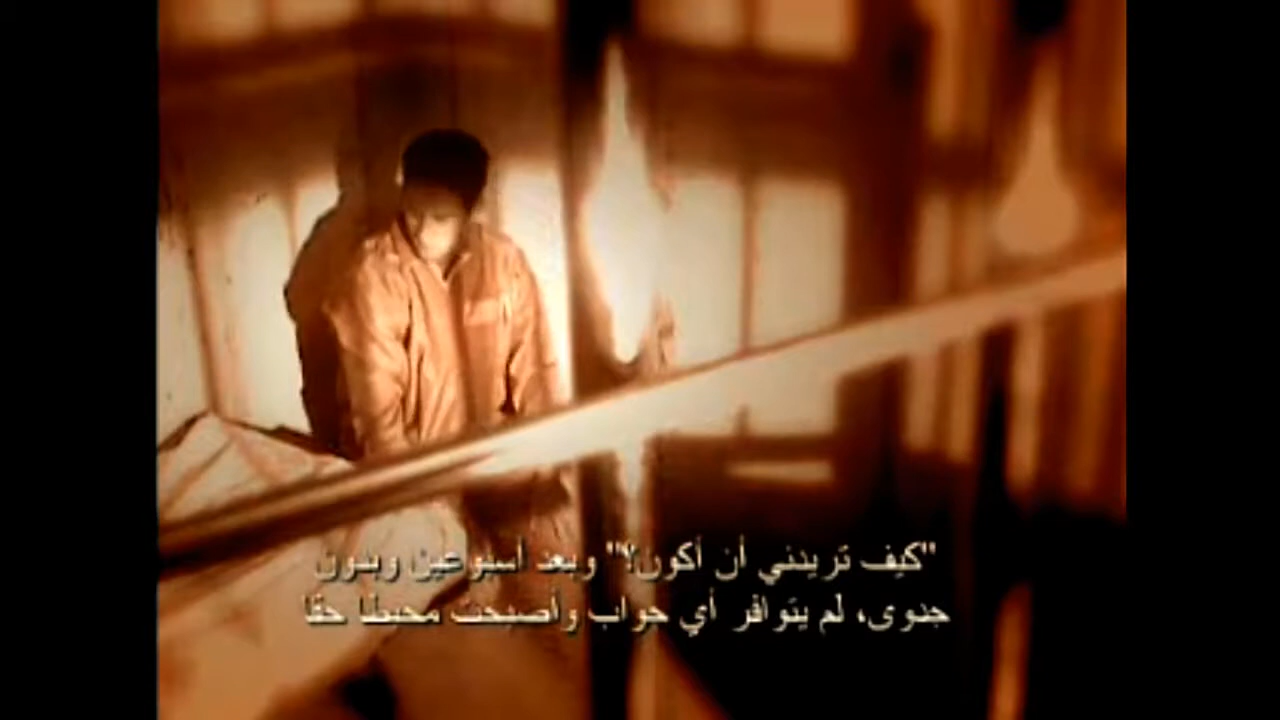 "كيف تريدني أن أكون؟" وبعد أسبوعين وبدون
جدوى، لم يتوافر أي جواب وأصبحت محبطا حقا